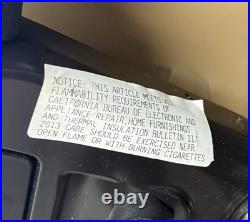 NOTICE: THIS ARTICLE MEETS ALL
FLAMMABILITY REQUIREMENTS OF
CALIFORNIA BUREAU OF ELECTRONIC AND
APPLIANCE REPAIR, HOME FURNISHINGS
AND THERMAL INSULATION BULLETIN 117
2013 CARE SHOULD BE EXERCISED NEAR
OPEN FLAME OR WITH BURNING CIGARETTES